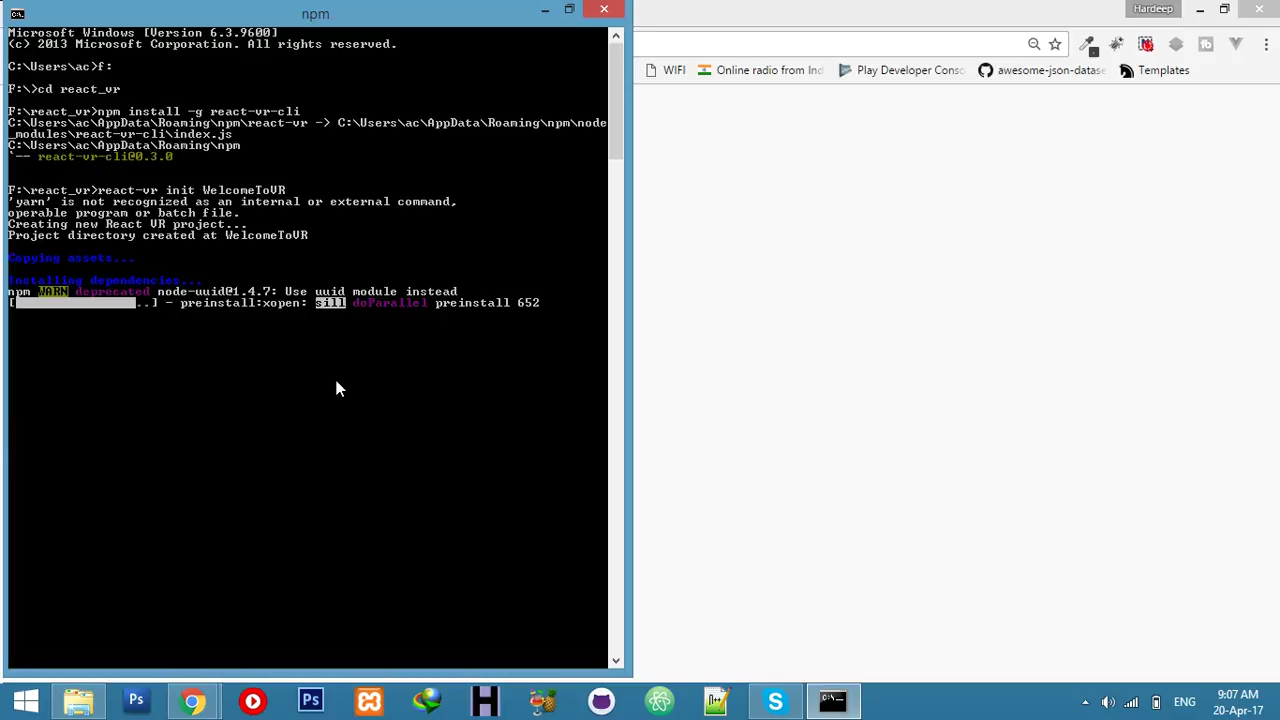 npm
Microsoft Windows [Version 6.3.9600]
(c) 2013 Microsoft Corporation. All rights reserved.
C:\Users\ac>f:
F:\>cd react_vr
F:\react_vr>npm install -g react-vr-cli
C:\Users\ac\AppData\Roaming\npm\react-vr -> C:\Users\ac\AppData\Roaming\npm\node
_modules\react-vr-cli\index.js
C:\Users\ac\AppData\Roaming\npm
`-- react-vr-cli@0.3.0
F:\react_vr>react-vr init WelcomeToVR
'yarn' is not recognized as an internal or external command,
operable program or batch file.
Creating new React VR project...
Project directory created at WelcomeToVR
Copying assets...
Installing dependencies...
npm WARN deprecated node-uuid@1.4.7: Use uuid module instead
[ ..] - preinstall:xopen: sill doParallel preinstall 652
Hardeep
WIFI Online radio from Ind Play Developer Conso awesome-json-datase Templates
Ps Ps
ENG
9:07 AM
20-Apr-17